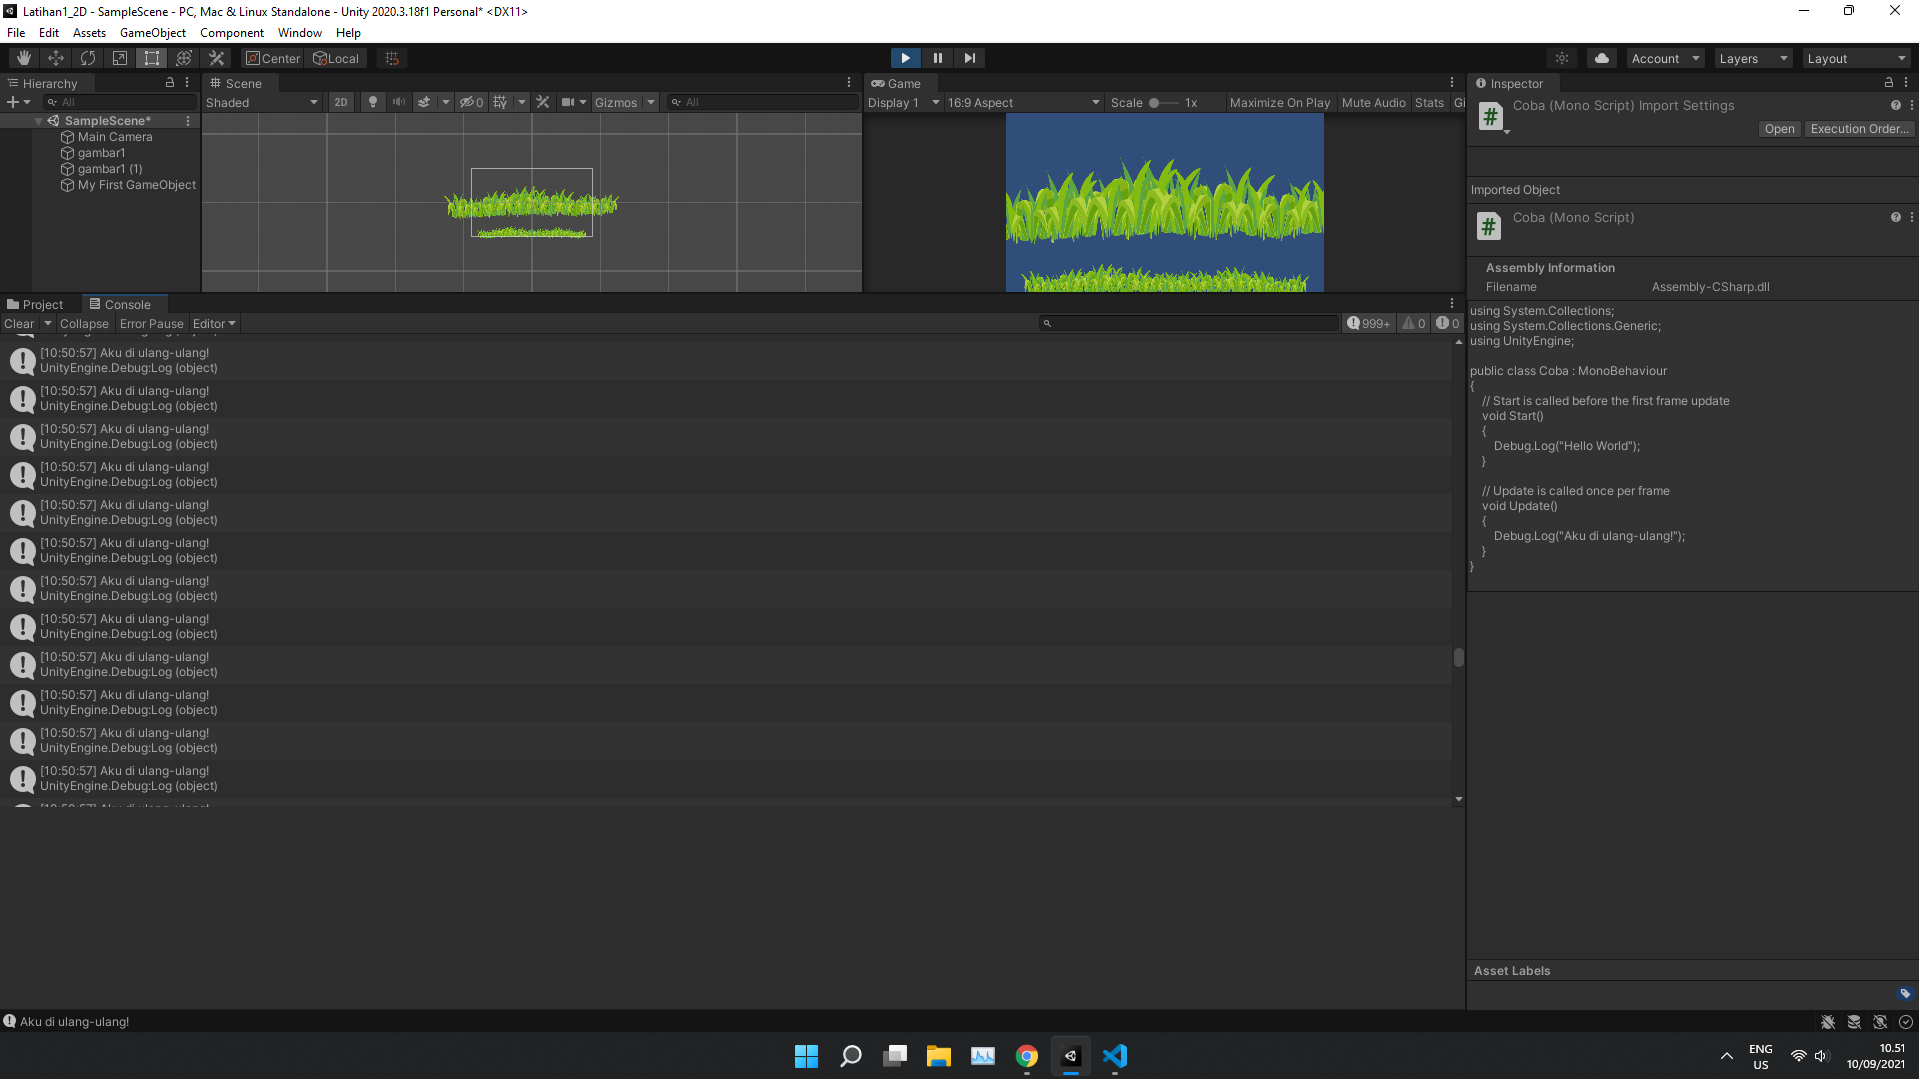 Latihan1_2D - SampleScene - PC, Mac & Linux Standalone - Unity 2020.3.18f1 Personal* <DX11>
File Edit Assets GameObject Component Window Help
Center Local Account Layers Layout
Hierarchy
All
SampleScene*
Main Camera
gambar1
gambar1 (1)
My First GameObject
Scene
Shaded 2D 0 Gizmos All
Game
Display 1 16:9 Aspect Scale 1x Maximize On Play Mute Audio Stats Gi
Inspector
Coba (Mono Script) Import Settings
Open Execution Order...
Imported Object
Coba (Mono Script)
Assembly Information
Filename Assembly-CSharp.dll
using System.Collections;
using System.Collections.Generic;
using UnityEngine;
public class Coba : MonoBehaviour
{
// Start is called before the first frame update
void Start()
{
Debug.Log("Hello World");
}
// Update is called once per frame
void Update()
{
Debug.Log("Aku di ulang-ulang!");
}
}
Asset Labels
Project Console
Clear Collapse Error Pause Editor 999+ 0 0
[10:50:57] Aku di ulang-ulang!
UnityEngine.Debug:Log (object)
[10:50:57] Aku di ulang-ulang!
UnityEngine.Debug:Log (object)
[10:50:57] Aku di ulang-ulang!
UnityEngine.Debug:Log (object)
[10:50:57] Aku di ulang-ulang!
UnityEngine.Debug:Log (object)
[10:50:57] Aku di ulang-ulang!
UnityEngine.Debug:Log (object)
[10:50:57] Aku di ulang-ulang!
UnityEngine.Debug:Log (object)
[10:50:57] Aku di ulang-ulang!
UnityEngine.Debug:Log (object)
[10:50:57] Aku di ulang-ulang!
UnityEngine.Debug:Log (object)
[10:50:57] Aku di ulang-ulang!
UnityEngine.Debug:Log (object)
[10:50:57] Aku di ulang-ulang!
UnityEngine.Debug:Log (object)
[10:50:57] Aku di ulang-ulang!
UnityEngine.Debug:Log (object)
[10:50:57] Aku di ulang-ulang!
UnityEngine.Debug:Log (object)
Aku di ulang-ulang!
ENG
US
10.51
10/09/2021